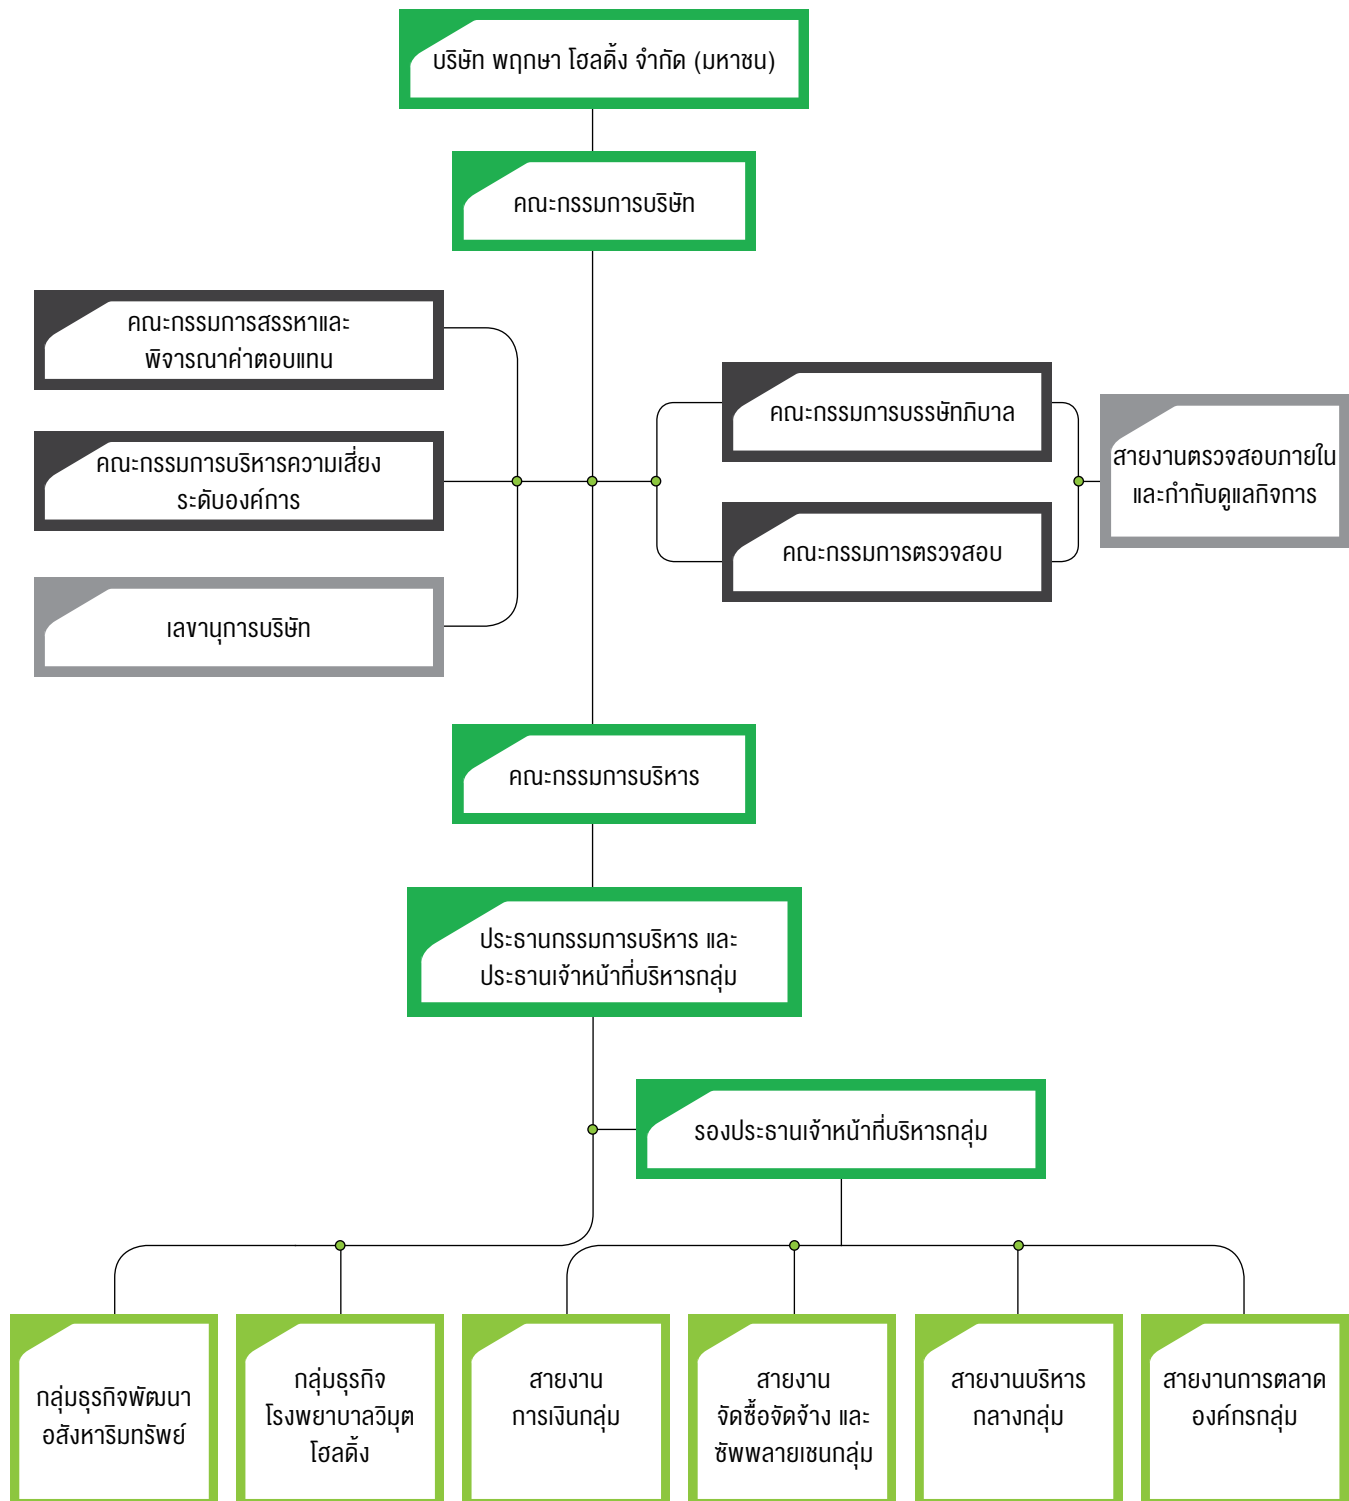 บริษัท พฤกษา โฮลดิ้ง จำกัด (มหาชน)
คณะกรรมการบริษัท
คณะกรรมการสรรหาและ
พิจารณาค่าตอบแทน
คณะกรรมการบริหารความเสี่ยง
ระดับองค์การ
เลขานุการบริษัท
คณะกรรมการบรรษัทภิบาล
คณะกรรมการตรวจสอบ
สายงานตรวจสอบภายใน
และกำกับดูแลกิจการ
คณะกรรมการบริหาร
ประธานกรรมการบริหาร และ
ประธานเจ้าหน้าที่บริหารกลุ่ม
รองประธานเจ้าหน้าที่บริหารกลุ่ม
กลุ่มธุรกิจพัฒนา
อสังหาริมทรัพย์
กลุ่มธุรกิจ
โรงพยาบาลวิมุต
โฮลดิ้ง
สายงาน
การเงินกลุ่ม
สายงาน
จัดซื้อจัดจ้าง และ
ซัพพลายเชนกลุ่ม
สายงานบริหาร
กลางกลุ่ม
สายงานการตลาด
องค์กรกลุ่ม